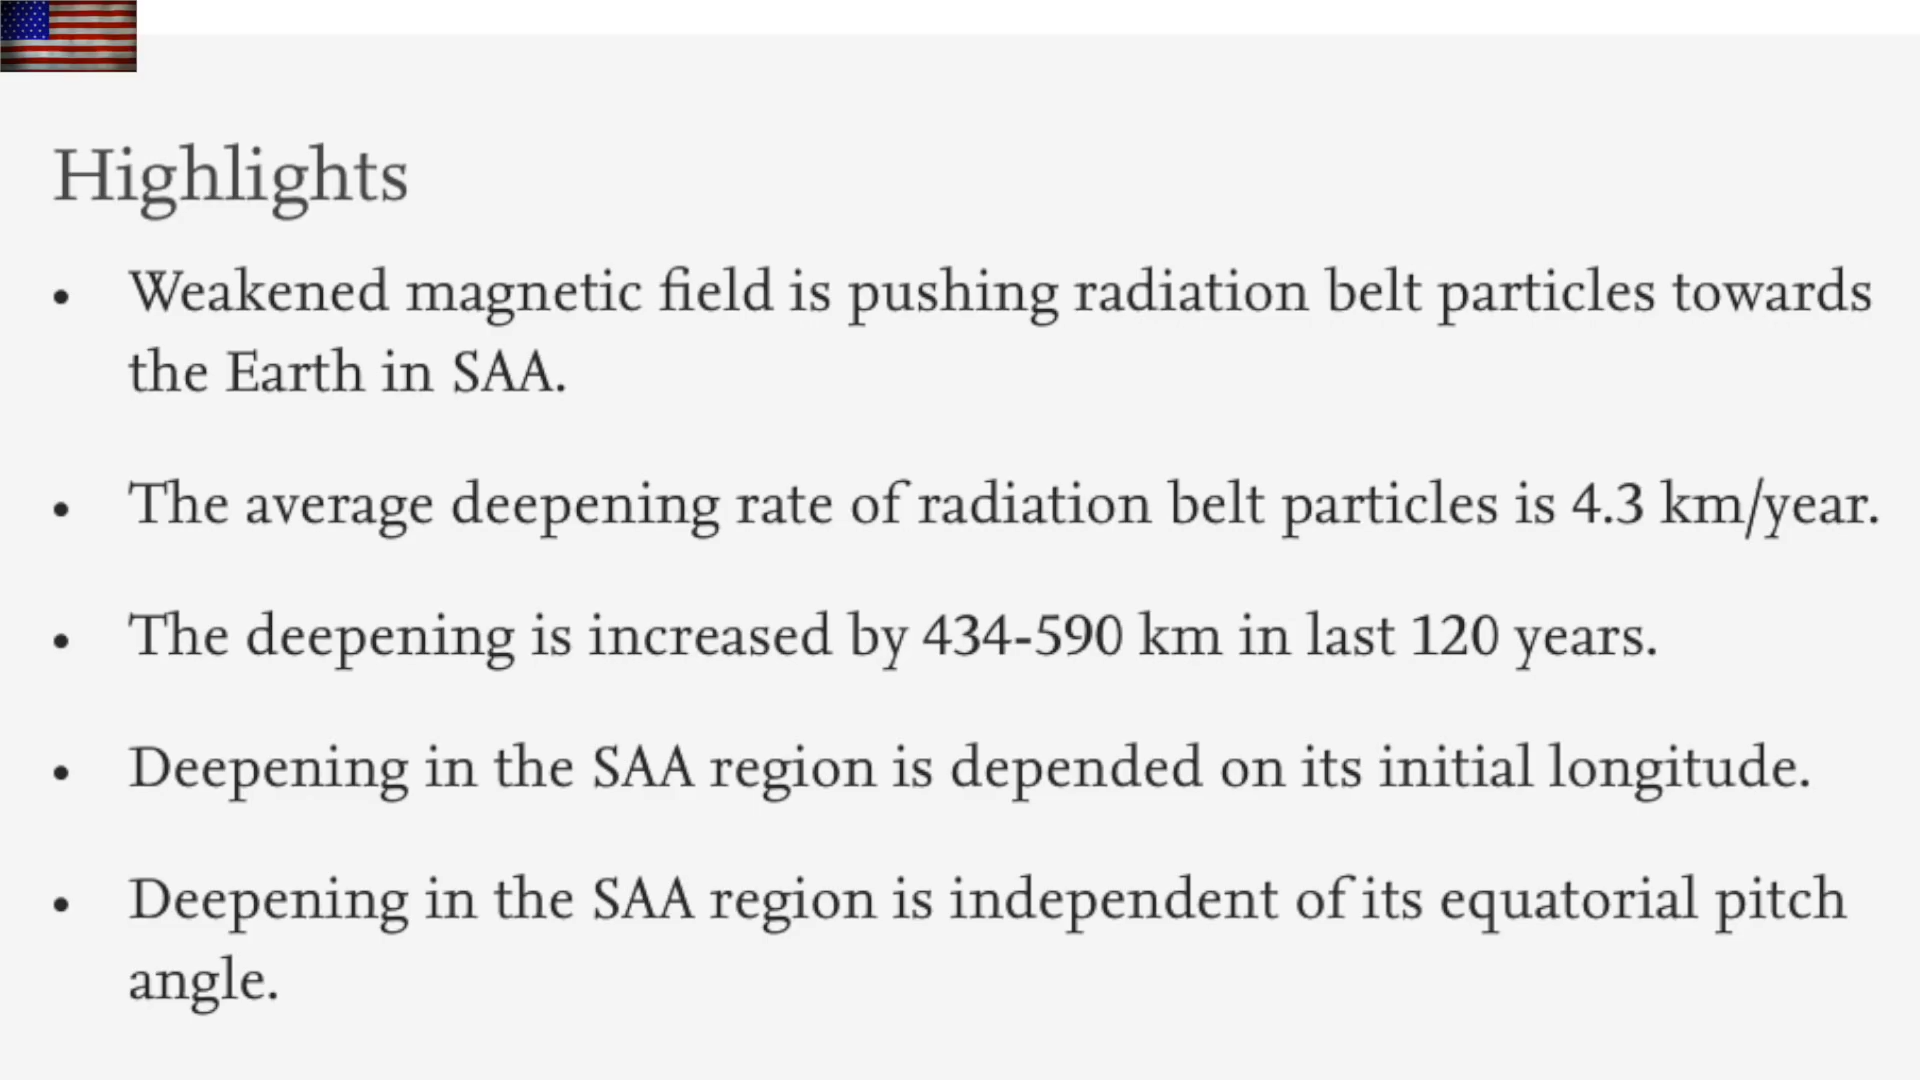 Highlights
• Weakened magnetic field is pushing radiation belt particles towards
the Earth in SAA.
• The average deepening rate of radiation belt particles is 4.3 km/year.
• The deepening is increased by 434-590 km in last 120 years.
• Deepening in the SAA region is depended on its initial longitude.
• Deepening in the SAA region is independent of its equatorial pitch
angle.